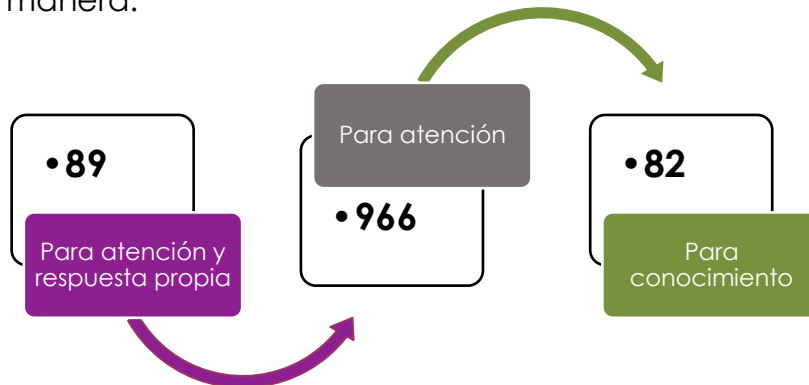 manera:
• 89
Para atención y
respuesta propia
Para atención
• 966
• 82
Para
conocimiento